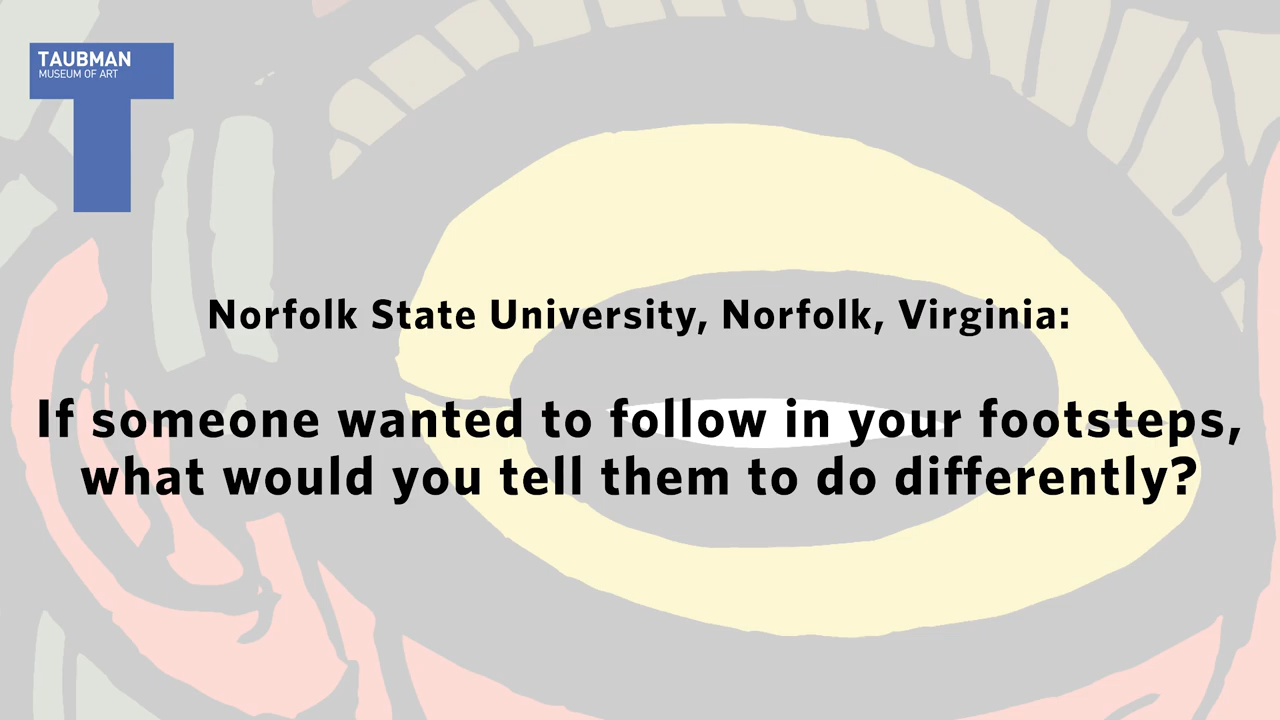 TAUBMAN
MUSEUM OF ART
Norfolk State University, Norfolk, Virginia:
If someone wanted to follow in your footsteps,
what would you tell them to do differently?